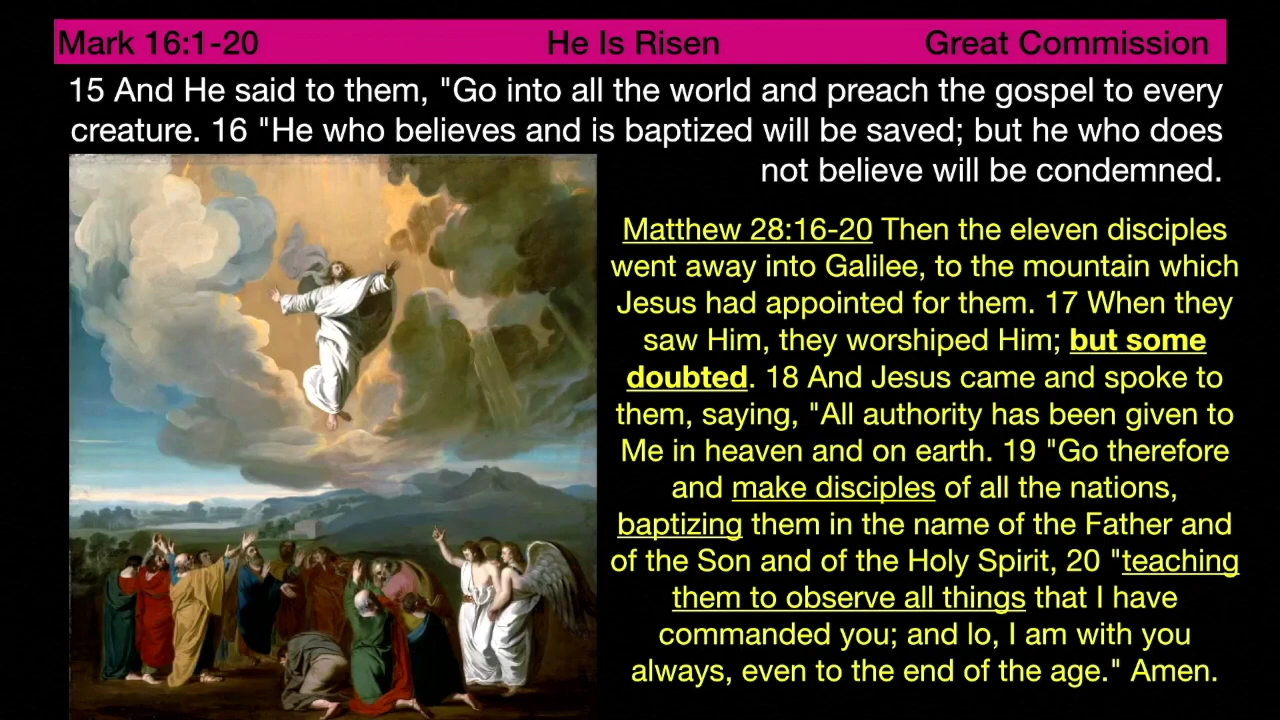 Mark 16:1-20 He Is Risen Great Commission
15 And He said to them, "Go into all the world and preach the gospel to every
creature. 16 "He who believes and is baptized will be saved; but he who does
not believe will be condemned.
Matthew 28:16-20 Then the eleven disciples
went away into Galilee, to the mountain which
Jesus had appointed for them. 17 When they
saw Him, they worshiped Him; but some
doubted. 18 And Jesus came and spoke to
them, saying, "All authority has been given to
Me in heaven and on earth. 19 "Go therefore
and make disciples of all the nations,
baptizing them in the name of the Father and
of the Son and of the Holy Spirit, 20 "teaching
them to observe all things that I have
commanded you; and lo, I am with you
always, even to the end of the age." Amen.